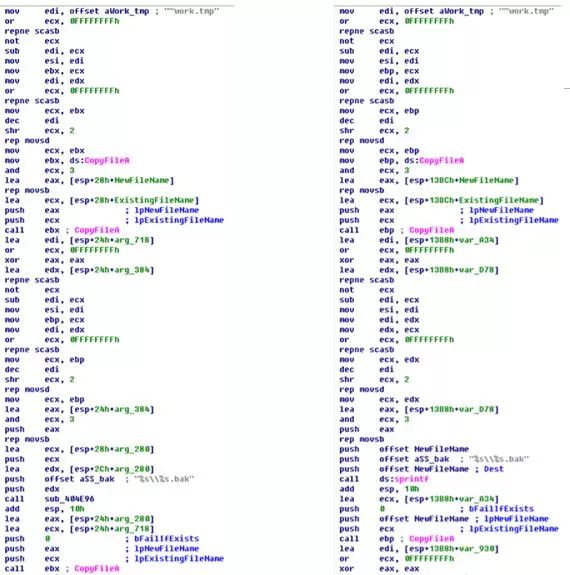 mov edi, offset aWork_tmp ; "~work.tmp"
or ecx, 0FFFFFFFFh
repne scasb
not ecx
sub edi, ecx
mov esi, edi
mov ebx, ecx
mov edi, edx
or ecx, 0FFFFFFFFh
repne scasb
mov ecx, ebx
dec edi
shr ecx, 2
rep movsd
mov ecx, ebx
mov ebx, ds:CopyFileA
and ecx, 3
lea eax, [esp+28h+NewFileName]
rep movsb
lea ecx, [esp+28h+ExistingFileName]
push eax ; lpNewFileName
push ecx ; lpExistingFileName
call ebx ; CopyFileA
lea edi, [esp+24h+arg_718]
or ecx, 0FFFFFFFFh
xor eax, eax
lea edx, [esp+24h+arg_384]
repne scasb
not ecx
sub edi, ecx
mov esi, edi
mov ebp, ecx
mov edi, edx
or ecx, 0FFFFFFFFh
repne scasb
mov ecx, ebp
dec edi
shr ecx, 2
rep movsd
mov ecx, ebp
lea eax, [esp+24h+arg_384]
and ecx, 3
push eax
rep movsb
lea ecx, [esp+28h+arg_280]
push ecx
lea edx, [esp+2Ch+arg_280]
push offset aSS_bak ; "%s\\%s.bak"
push edx
call sub_404E96
add esp, 10h
lea eax, [esp+24h+arg_280]
lea ecx, [esp+24h+arg_718]
push 0 ; bFailIfExists
push eax ; lpNewFileName
push ecx ; lpExistingFileName
call ebx ; CopyFileA
mov edi, offset aWork_tmp ; "~work.tmp"
or ecx, 0FFFFFFFFh
repne scasb
not ecx
sub edi, ecx
mov esi, edi
mov ebp, ecx
mov edi, edx
or ecx, 0FFFFFFFFh
repne scasb
mov ecx, ebp
dec edi
shr ecx, 2
rep movsd
mov ecx, ebp
mov ebp, ds:CopyFileA
and ecx, 3
lea eax, [esp+13BCh+NewFileName]
rep movsb
lea ecx, [esp+13BCh+ExistingFileName]
push eax ; lpNewFileName
push ecx ; lpExistingFileName
call ebp ; CopyFileA
lea edi, [esp+13B8h+var_A34]
or ecx, 0FFFFFFFFh
xor eax, eax
lea edx, [esp+13B8h+var_D78]
repne scasb
not ecx
sub edi, ecx
mov esi, edi
mov edx, ecx
mov edi, edx
or ecx, 0FFFFFFFFh
repne scasb
mov ecx, edx
dec edi
shr ecx, 2
rep movsd
mov ecx, edx
lea eax, [esp+13B8h+var_D78]
and ecx, 3
push eax
rep movsb
push offset NewFileName
push offset aSS_bak ; "%s\\%s.bak"
push offset NewFileName ; Dest
call ds:sprintf
add esp, 10h
lea ecx, [esp+13B8h+var_A34]
push 0 ; bFailIfExists
push offset NewFileName ; lpNewFileName
push ecx ; lpExistingFileName
call ebp ; CopyFileA
lea edi, [esp+13B8h+var_930]
or ecx, 0FFFFFFFFh
xor eax, eax